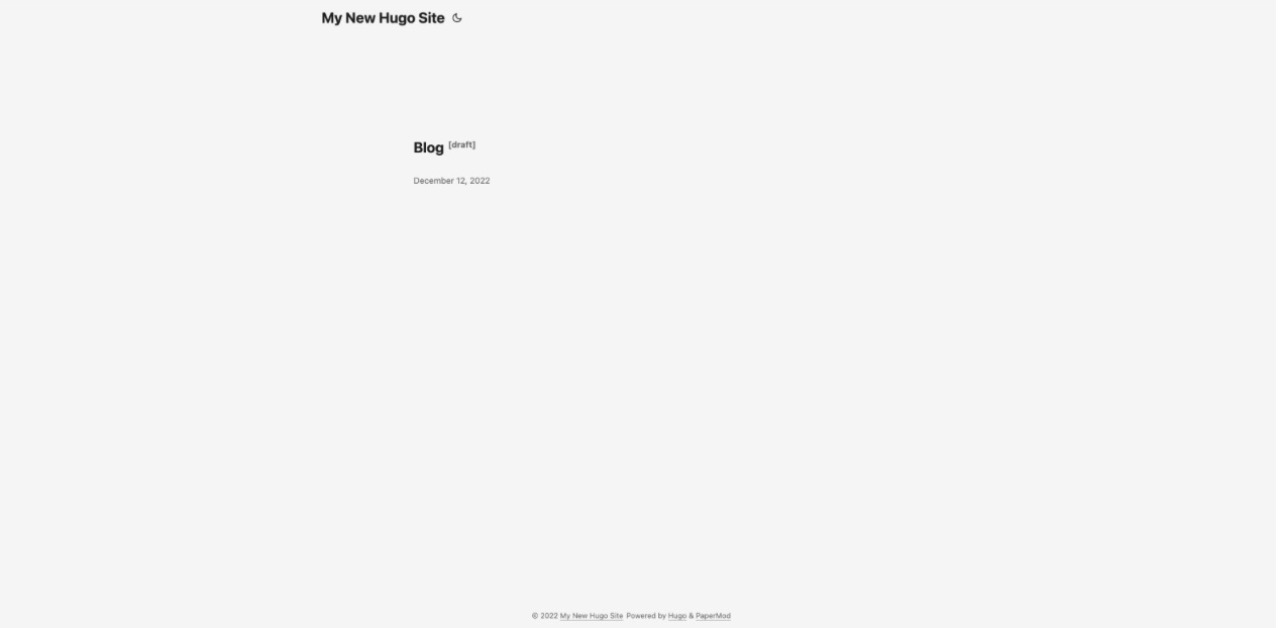 My New Hugo Site
Blog [draft]
December 12, 2022
© 2022 My New Hugo Site Powered by Hugo & PaperMod